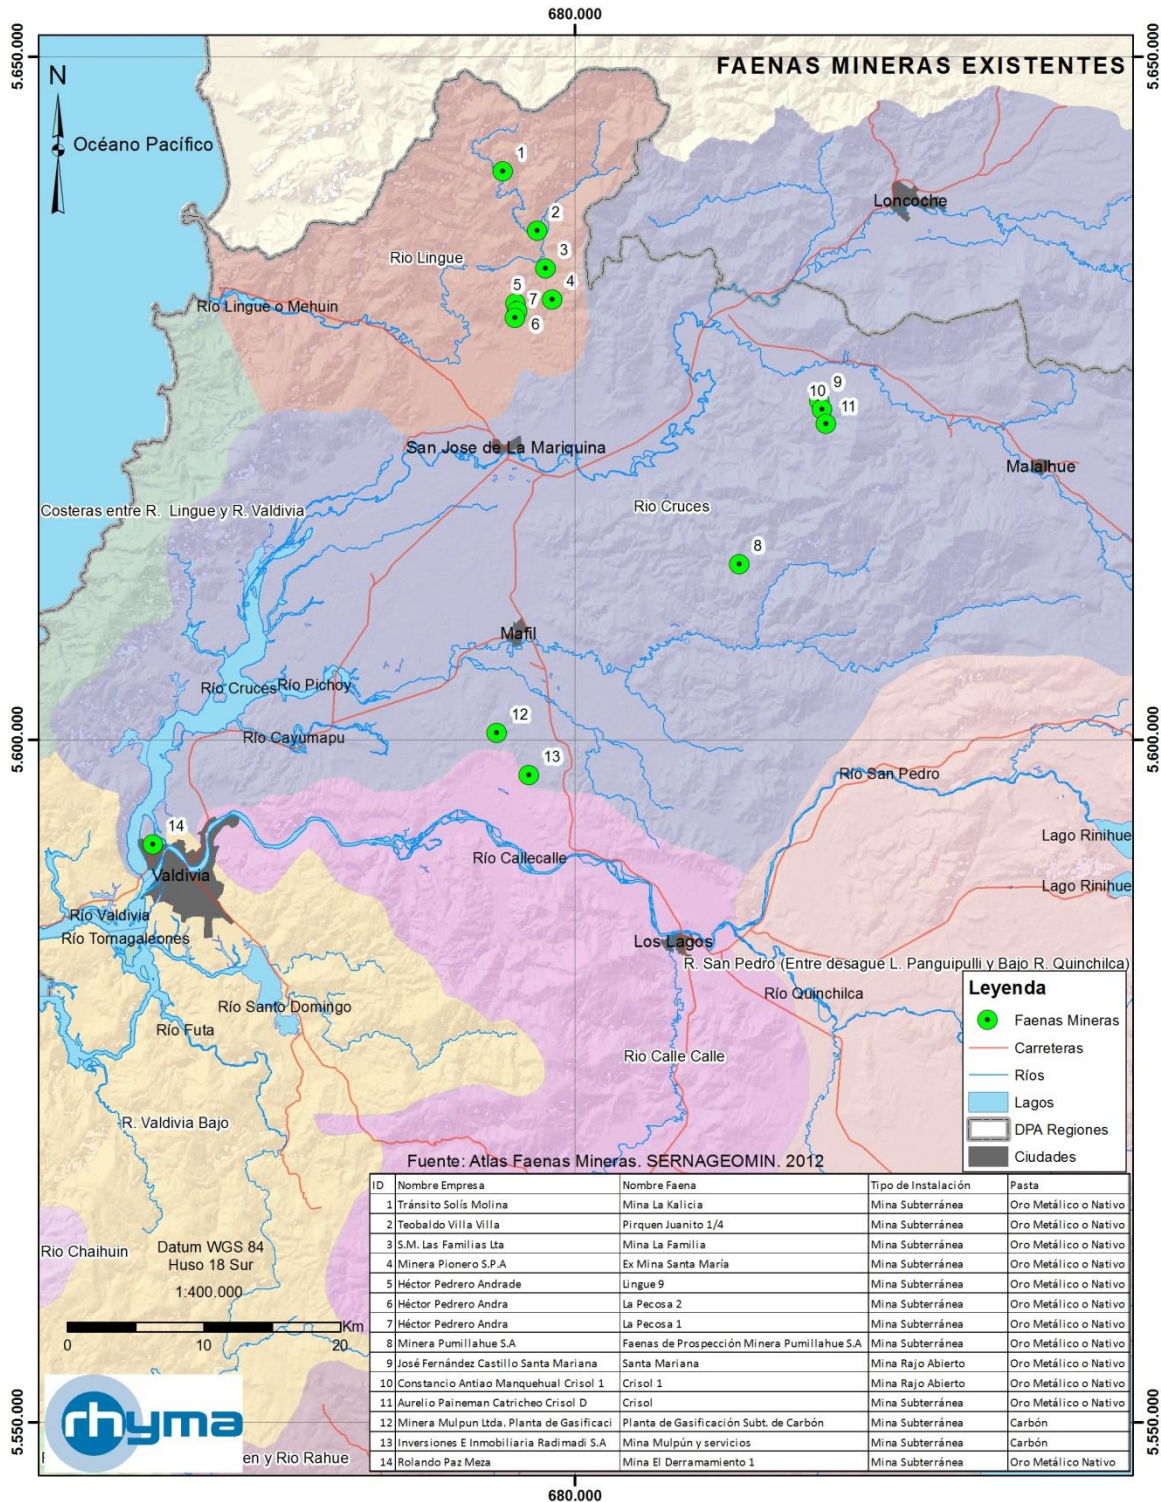 680.000
5.650.000
5.650.000
FAENAS MINERAS EXISTENTES
N
Océano Pacífico
1
Loncoche
2
Rio Lingue
3
4
5
7
6
Río Lingue o Mehuin
9
10
11
San Jose de La Mariquina
Malalhue
Costeras entre R. Lingue y R. Valdivia
Rio Cruces
8
Mafil
Río Cruces
Río Pichoy
12
Río Cayumapu
5.600.000
5.600.000
13
Río San Pedro
14
Lago Rinihue
Río Callecalle
Valdivia
Lago Rinihue
Río Valdivia
Río Tornagaleones
Los Lagos
R. San Pedro (Entre desague L. Panguipulli y Bajo R. Quinchilca)
Río Quinchilca
Río Santo Domingo
Río Futa
Rio Calle Calle
R. Valdivia Bajo
Leyenda
Faenas Mineras
Carreteras
Ríos
Lagos
DPA Regiones
Ciudades
Fuente: Atlas Faenas Mineras. SERNAGEOMIN. 2012
ID Nombre Empresa Nombre Faena Tipo de Instalación Pasta
1 Tránsito Solís Molina Mina La Kalicia Mina Subterránea Oro Metálico o Nativo
2 Teobaldo Villa Villa Pirquen Juanito 1/4 Mina Subterránea Oro Metálico o Nativo
3 S.M. Las Familias Lta Mina La Familia Mina Subterránea Oro Metálico o Nativo
4 Minera Pionero S.P.A Ex Mina Santa María Mina Subterránea Oro Metálico o Nativo
5 Héctor Pedrero Andrade Lingue 9 Mina Subterránea Oro Metálico o Nativo
6 Héctor Pedrero Andra La Pecosa 2 Mina Subterránea Oro Metálico o Nativo
7 Héctor Pedrero Andra La Pecosa 1 Mina Subterránea Oro Metálico o Nativo
8 Minera Pumillahue S.A Faenas de Prospección Minera Pumillahue S.A Mina Subterránea Oro Metálico o Nativo
9 José Fernández Castillo Santa Mariana Santa Mariana Mina Rajo Abierto Oro Metálico o Nativo
10 Constancio Antiao Manquehual Crisol 1 Crisol 1 Mina Rajo Abierto Oro Metálico o Nativo
11 Aurelio Paineman Catricheo Crisol D Crisol Mina Subterránea Oro Metálico o Nativo
12 Minera Mulpun Ltda. Planta de Gasificaci Planta de Gasificación Subt. de Carbón Mina Subterránea Carbón
13 Inversiones E Inmobiliaria Radimadi S.A Mina Mulpún y servicios Mina Subterránea Carbón
14 Rolando Paz Meza Mina El Derramamiento 1 Mina Subterránea Oro Metálico Nativo
Rio Chaihuin
Datum WGS 84
Huso 18 Sur
1:400.000
Km
0 10 20
rhyma
en y Rio Rahue
5.550.000
5.550.000
680.000